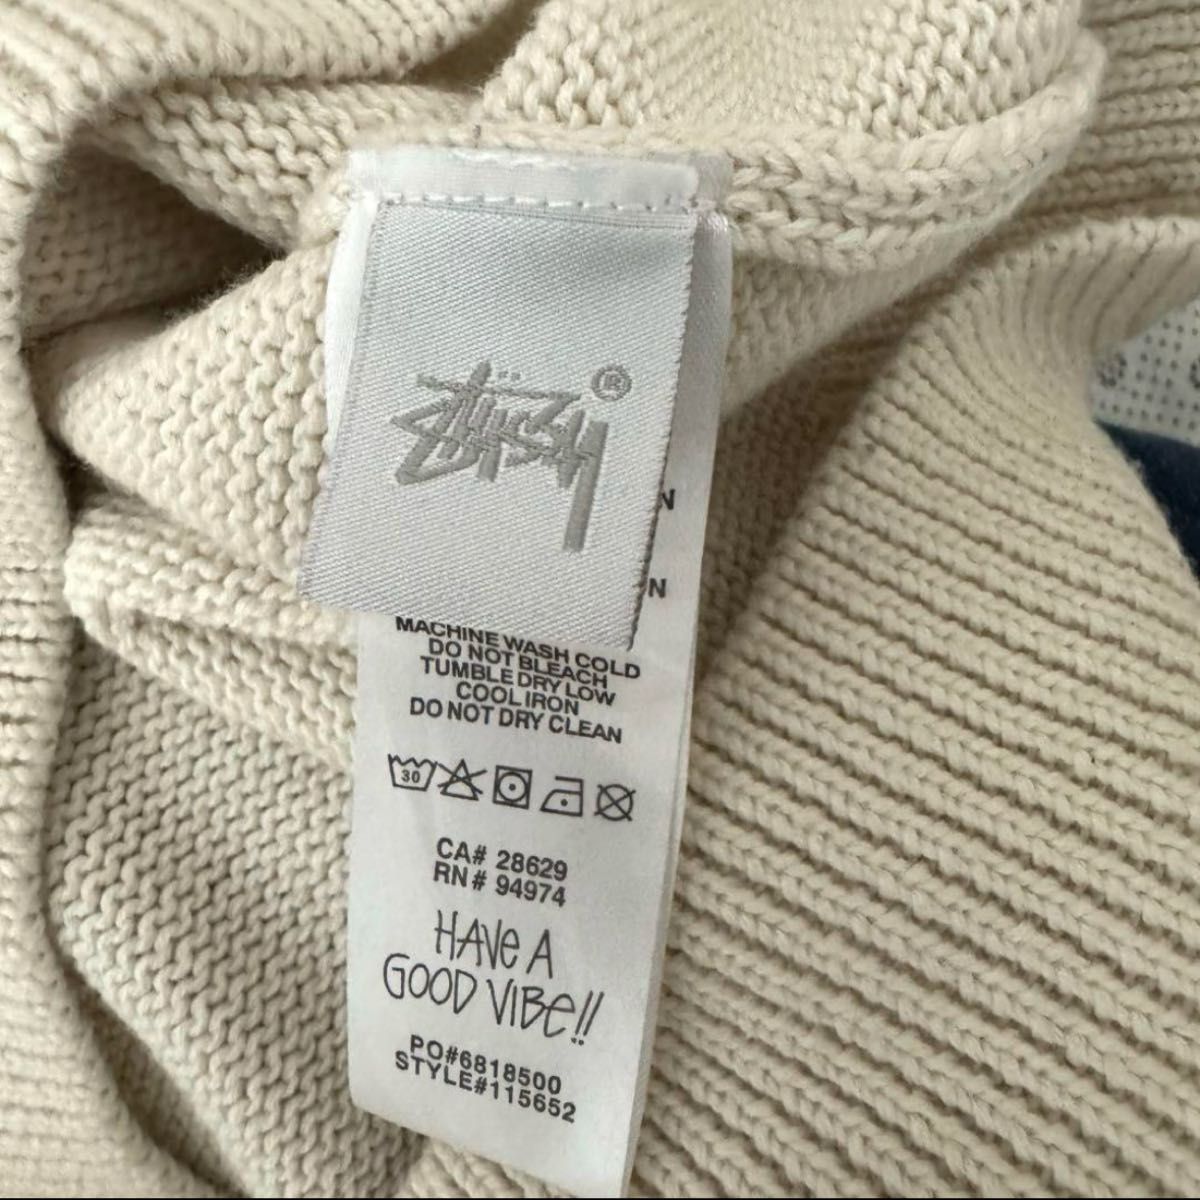 STÜSSY®
N
N
MACHINE WASH COLD
DO NOT BLEACH
TUMBLE DRY LOW
COOL IRON
DO NOT DRY CLEAN
30
CA# 28629
RN# 94974
HAVE A
GOOD VIBE!!
PO#6818500
STYLE#115652